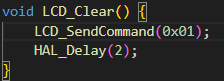 void LCD_Clear() {
    LCD_SendCommand(0x01);
    HAL_Delay(2);
}